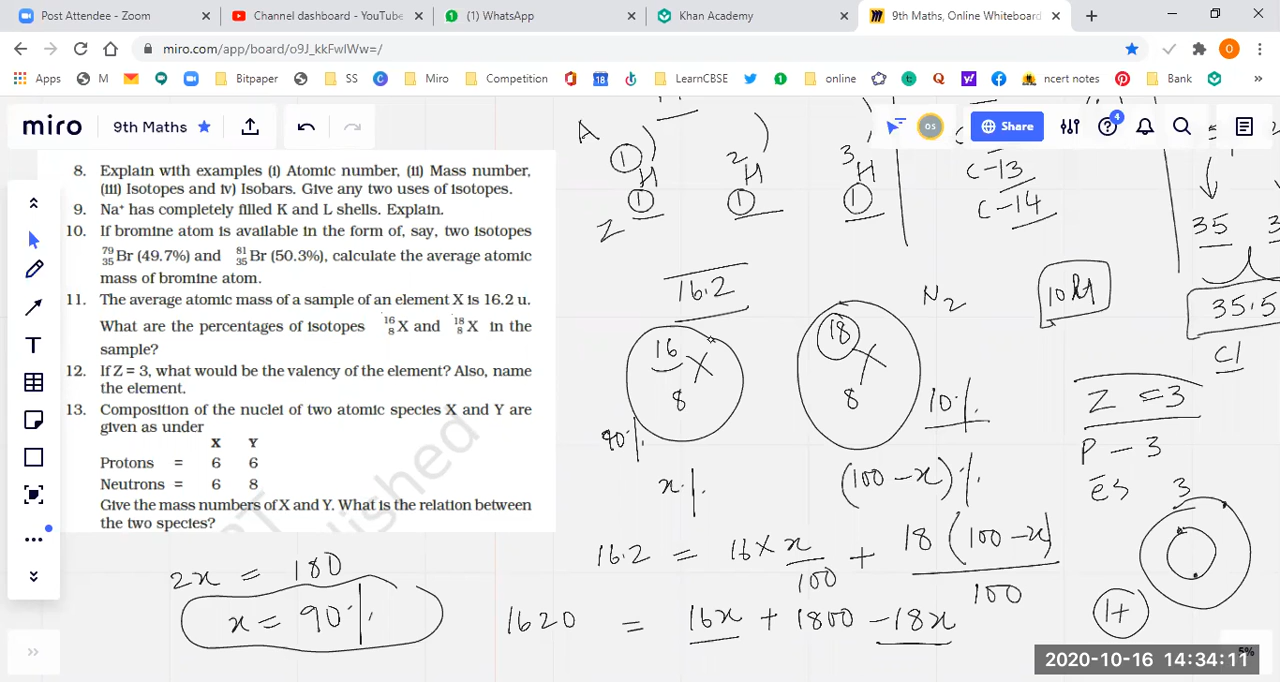 Post Attendee - Zoom
Channel dashboard - YouTube
(1) WhatsApp
Khan Academy
9th Maths, Online Whiteboard
miro.com/app/board/o9J_kkFwIWw=/
Apps
M
Bitpaper
SS
Miro
Competition
18
LearnCBSE
online
ncert notes
Bank
miro
9th Maths
OS
Share
4
8. Explain with examples (i) Atomic number, (ii) Mass number,
(iii) Isotopes and iv) Isobars. Give any two uses of isotopes.
9. Na⁺ has completely filled K and L shells. Explain.
10. If bromine atom is available in the form of, say, two isotopes
⁷⁹₃₅Br (49.7%) and ⁸¹₃₅Br (50.3%), calculate the average atomic
mass of bromine atom.
11. The average atomic mass of a sample of an element X is 16.2 u.
What are the percentages of isotopes ¹⁶₈X and ¹⁸₈X in the
sample?
12. If Z = 3, what would be the valency of the element? Also, name
the element.
13. Composition of the nuclei of two atomic species X and Y are
given as under
X Y
Protons = 6 6
Neutrons = 6 8
Give the mass numbers of X and Y. What is the relation between
the two species?
2x = 180
x = 90%
A
1 H 1
2 H 1
3 H 1
Z
C-13
C-14
35
35.5
Cl
16.2
N2
16 X 8
18 X 8
90%
10%
x%
(100-x)%
16.2 = 16 × x/100 + 18(100-x)/100
1620 = 16x + 1800 - 18x
Z = 3
P - 3
es 3
1+
2020-10-16 14:34:11